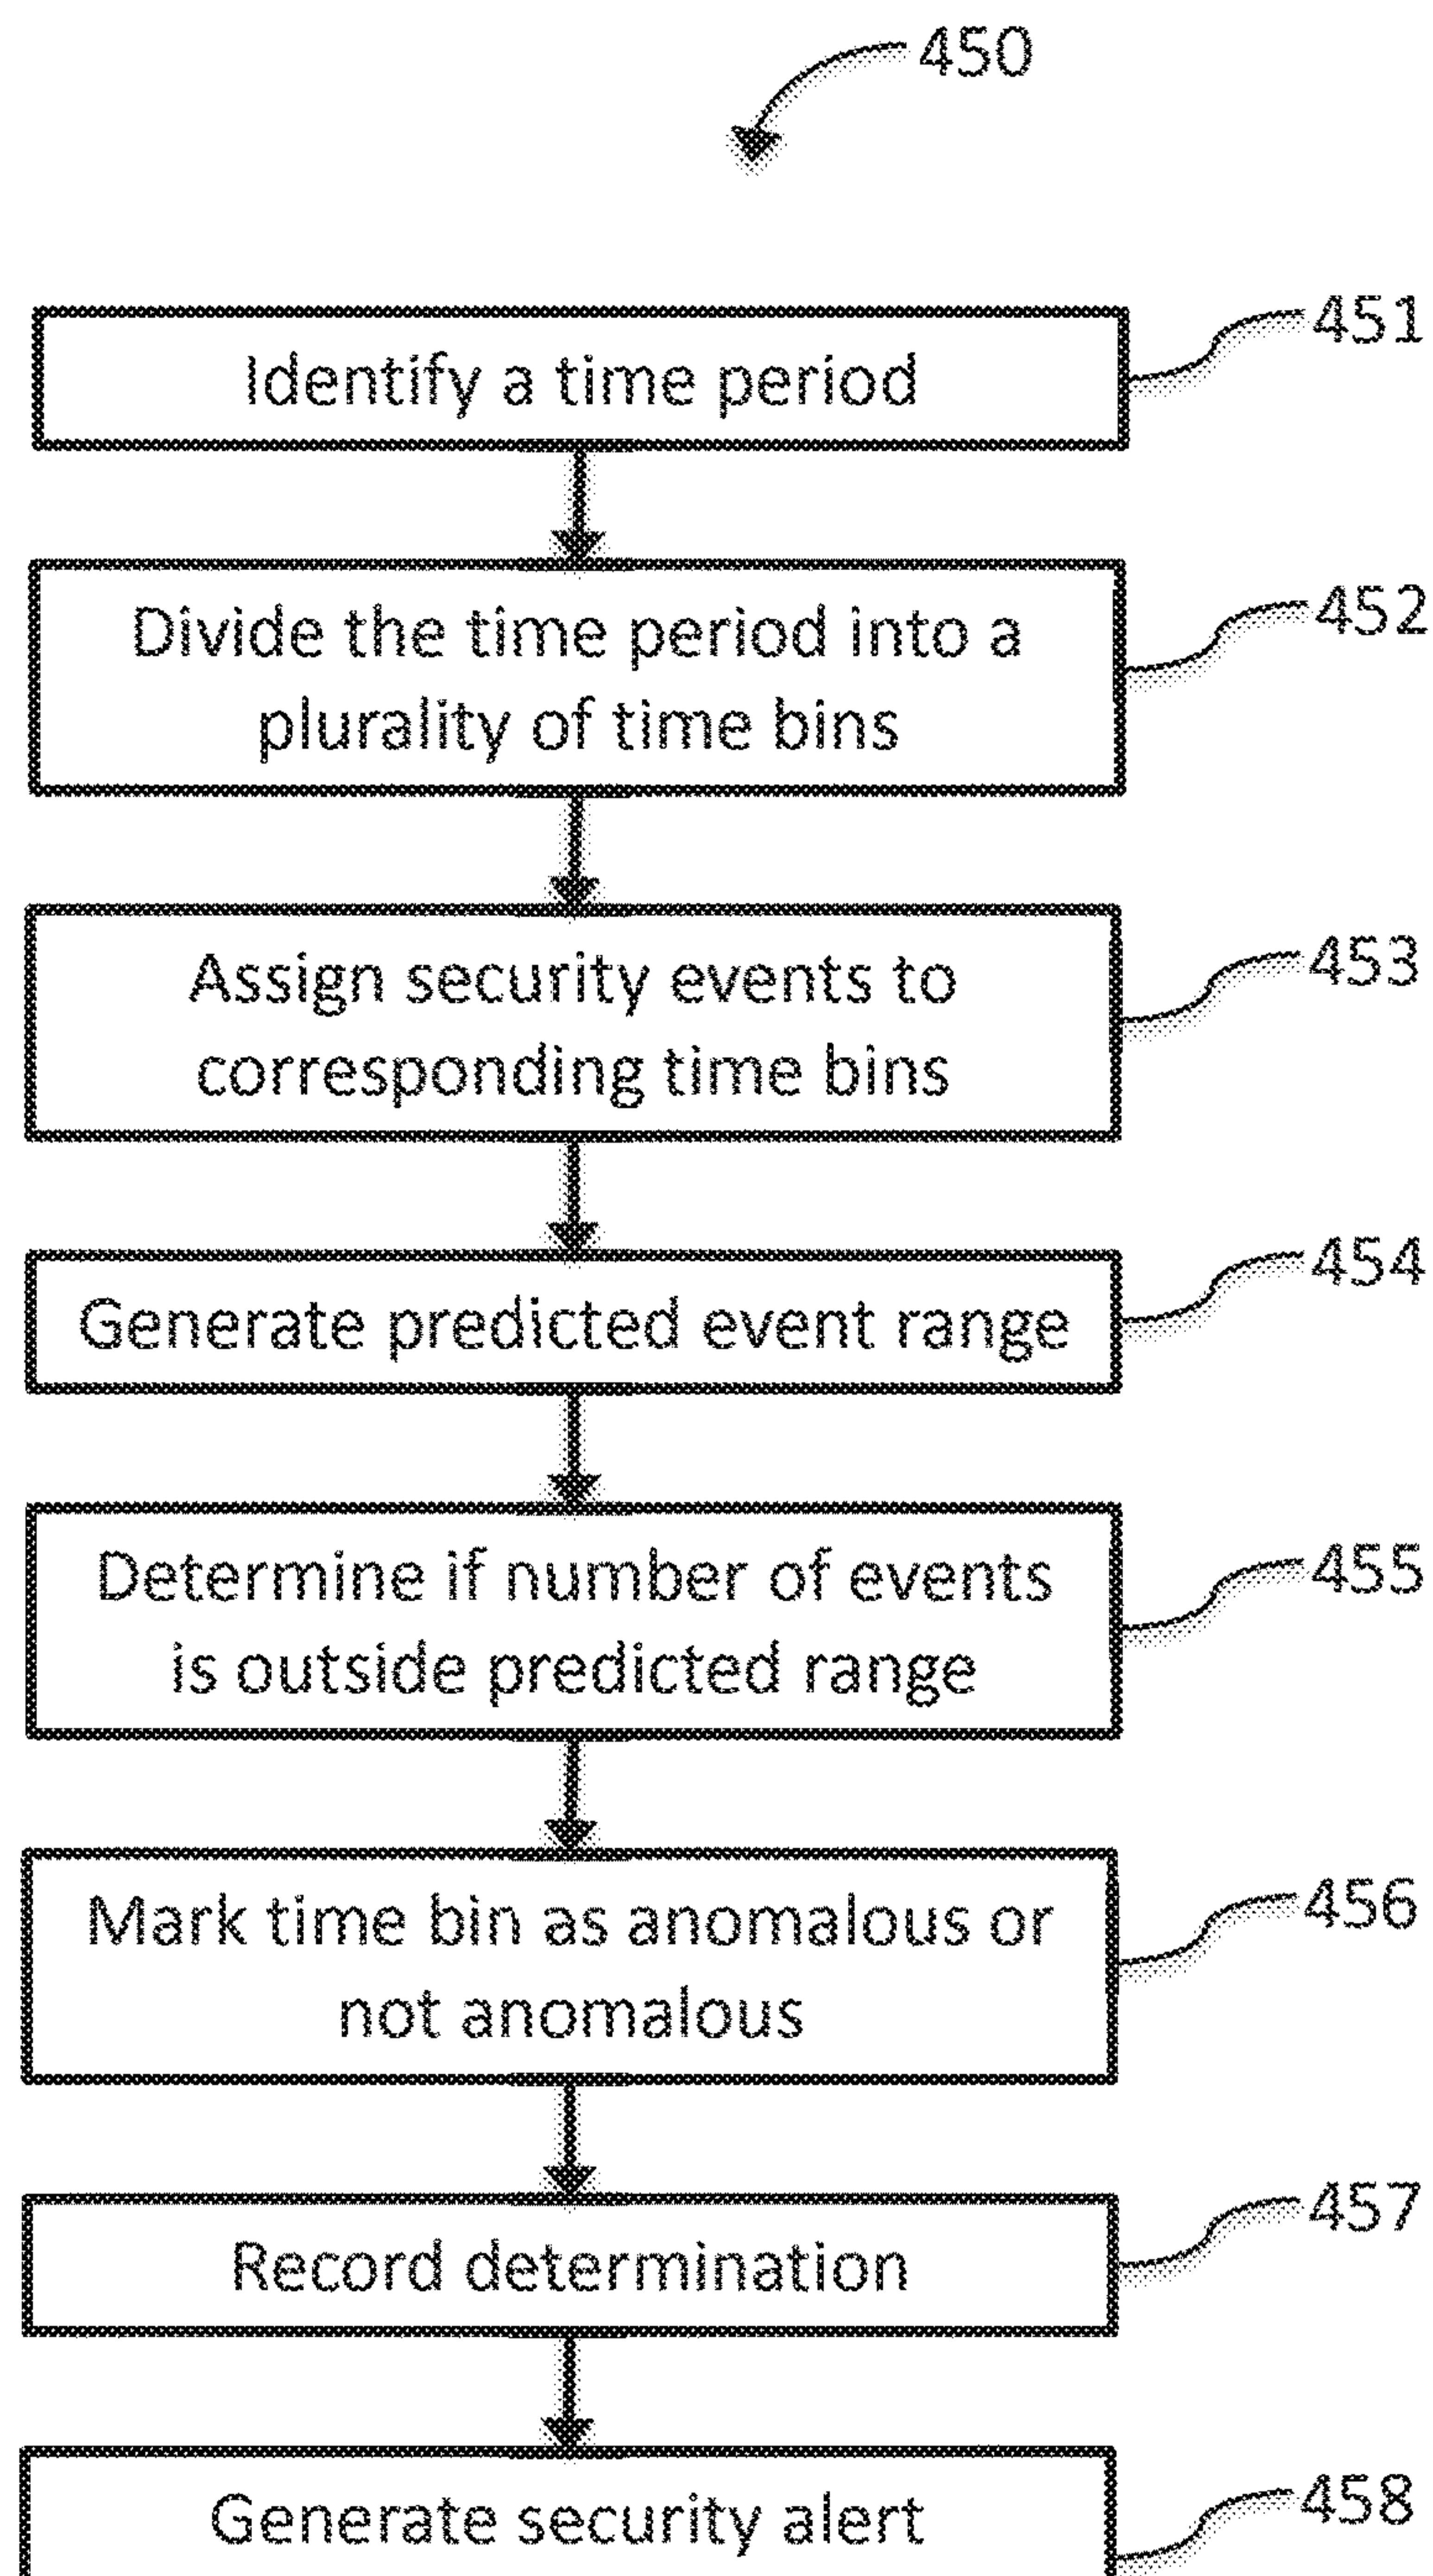 450
Identify a time period
451
Divide the time period into a
plurality of time bins
452
Assign security events to
corresponding time bins
453
Generate predicted event range
454
Determine if number of events
is outside predicted range
455
Mark time bin as anomalous or
not anomalous
456
Record determination
457
Generate security alert
458